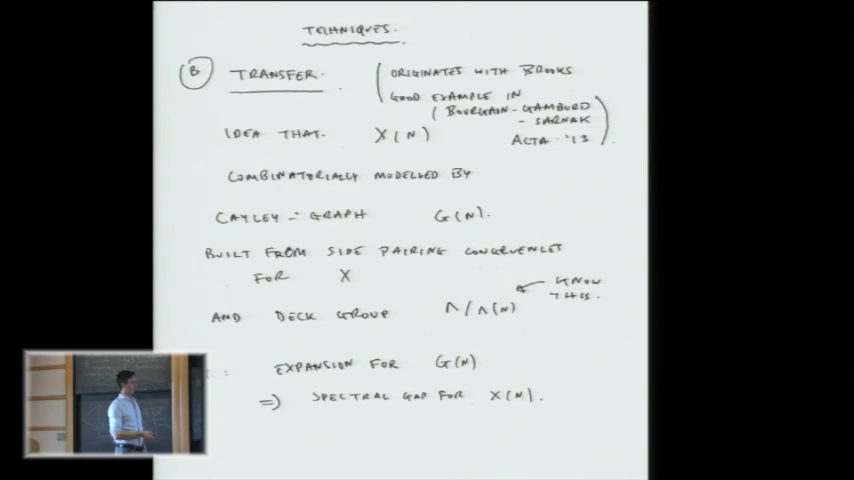 TECHNIQUES.
B TRANSFER. (ORIGINATES WITH BROOKS
GOOD EXAMPLE IN
(BOURGAIN - GAMBURD
- SARNAK
IDEA THAT. X(N) ACTA '13 ).
COMBINATORIALLY MODELLED BY
CAYLEY - GRAPH G(N).
BUILT FROM SIDE PAIRING CONGRUENCES
FOR X
KNOW
THIS.
AND DECK GROUP Λ/Λ(N)
: EXPANSION FOR G(N)
=) SPECTRAL GAP FOR X(N).